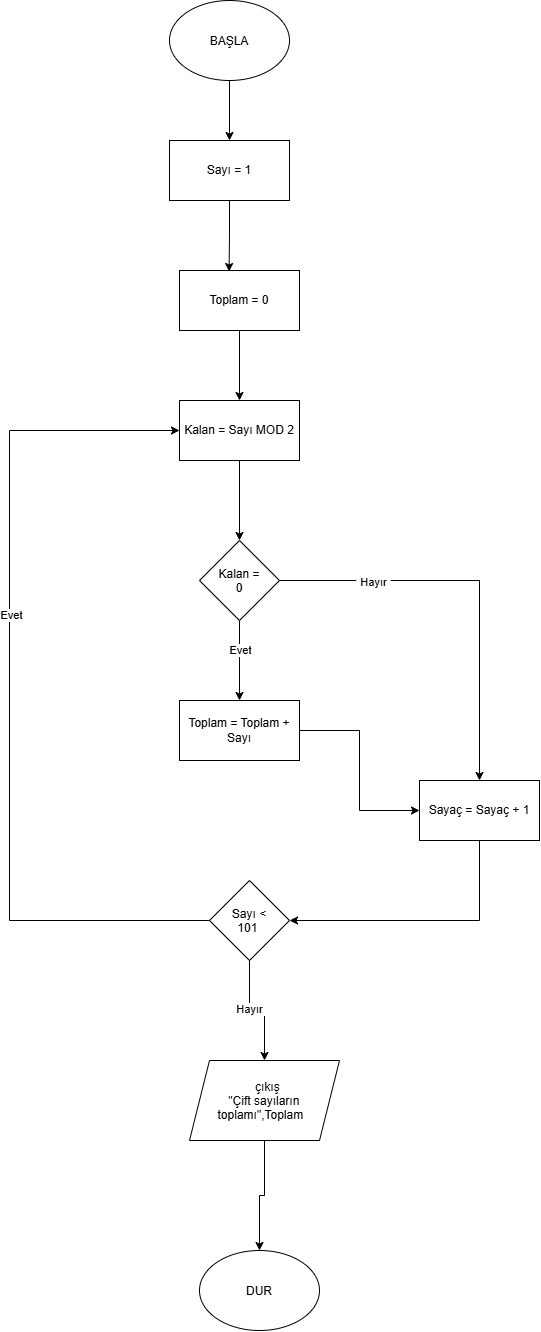 BAŞLA
Sayı = 1
Toplam = 0
Kalan = Sayı MOD 2
Kalan =
0
Hayır
Evet
Evet
Toplam = Toplam +
Sayı
Sayaç = Sayaç + 1
Sayı <
101
Hayır
çıkış
"Çift sayıların
toplamı",Toplam
DUR